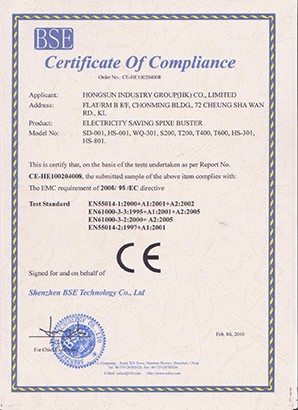 BSE
Certificate Of Compliance
Order No.: CE-HE100204008
Applicant: HONGSUN INDUSTRY GROUP(HK) CO., LIMITED
Address: FLAT/RM B 8/F, CHONMING BLDG., 72 CHEUNG SHA WAN
RD., KL
Product: ELECTRICITY SAVING SPIXE BUSTER
Model No: SD-001, HS-001, WQ-301, S200, T200, T400, T600, HS-301,
HS-801.
This is certify that, on the basis of the tests undertaken as per Report No.
CE-HE100204008, the submitted sample of the above item complies with:
The EMC requirement of 2008/ 95 /EC directive
Test Standard EN55014-1:2000+A1:2001+A2:2002
EN61000-3-3:1995+A1:2001+A2:2005
EN61000-3-2:2000+ A2:2005
EN55014-2:1997+A1:2001
CE
Signed for and on behalf of
Shenzhen BSE Technology Co., Ltd
For Chief
Feb. 04, 2010